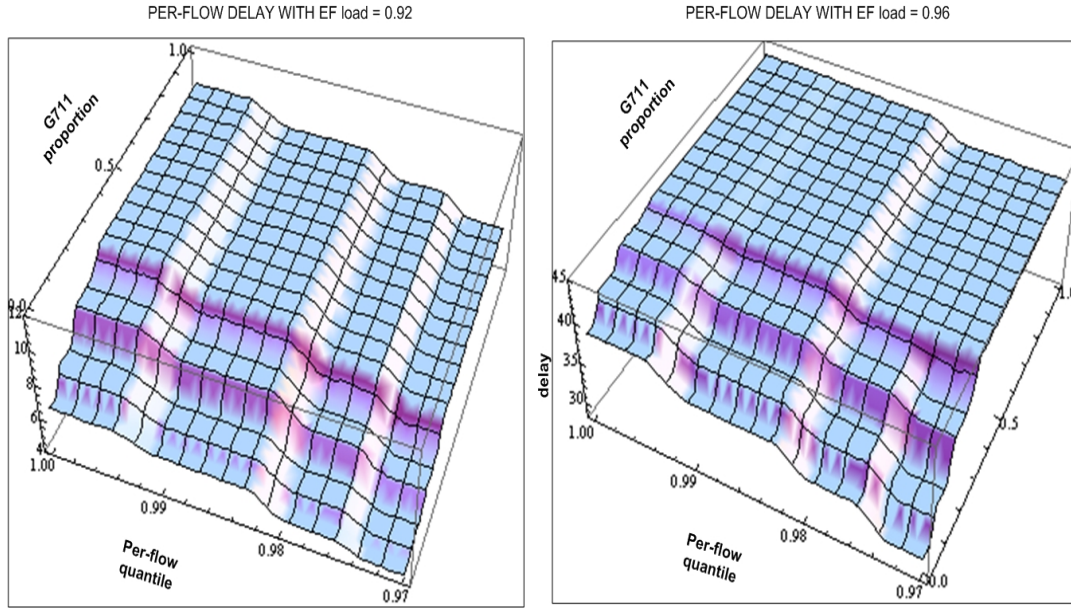 PER-FLOW DELAY WITH EF load = 0.92
PER-FLOW DELAY WITH EF load = 0.96
1.0
G711
proportion
0.5
0.0
12
10
8
6
4
1.00
0.99
0.98
0.97
Per-flow
quantile
G711
proportion
45
40
35
30
delay
1.00
0.99
0.98
0.97
0.0
0.5
1.0
Per-flow
quantile